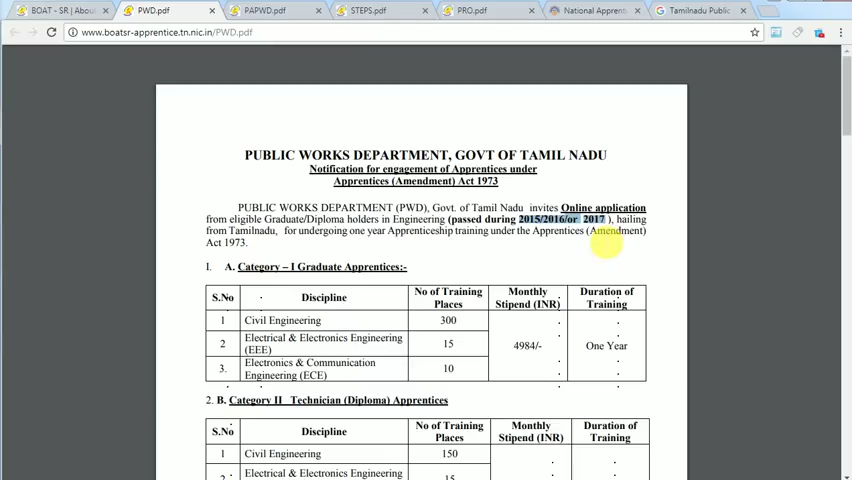 BOAT - SR | About
PWD.pdf
PAPWD.pdf
STEPS.pdf
PRO.pdf
National Apprent
Tamilnadu Public
www.boatsr-apprentice.tn.nic.in/PWD.pdf
PUBLIC WORKS DEPARTMENT, GOVT OF TAMIL NADU
Notification for engagement of Apprentices under
Apprentices (Amendment) Act 1973
PUBLIC WORKS DEPARTMENT (PWD), Govt. of Tamil Nadu invites Online application
from eligible Graduate/Diploma holders in Engineering (passed during 2015/2016/or 2017 ), hailing
from Tamilnadu, for undergoing one year Apprenticeship training under the Apprentices (Amendment)
Act 1973.
I. A. Category – I Graduate Apprentices:-
S.No Discipline No of Training Places Monthly Stipend (INR) Duration of Training
1 Civil Engineering 300
2 Electrical & Electronics Engineering (EEE) 15 4984/- One Year
3. Electronics & Communication Engineering (ECE) 10
2. B. Category II Technician (Diploma) Apprentices
S.No Discipline No of Training Places Monthly Stipend (INR) Duration of Training
1 Civil Engineering 150
2 Electrical & Electronics Engineering 15